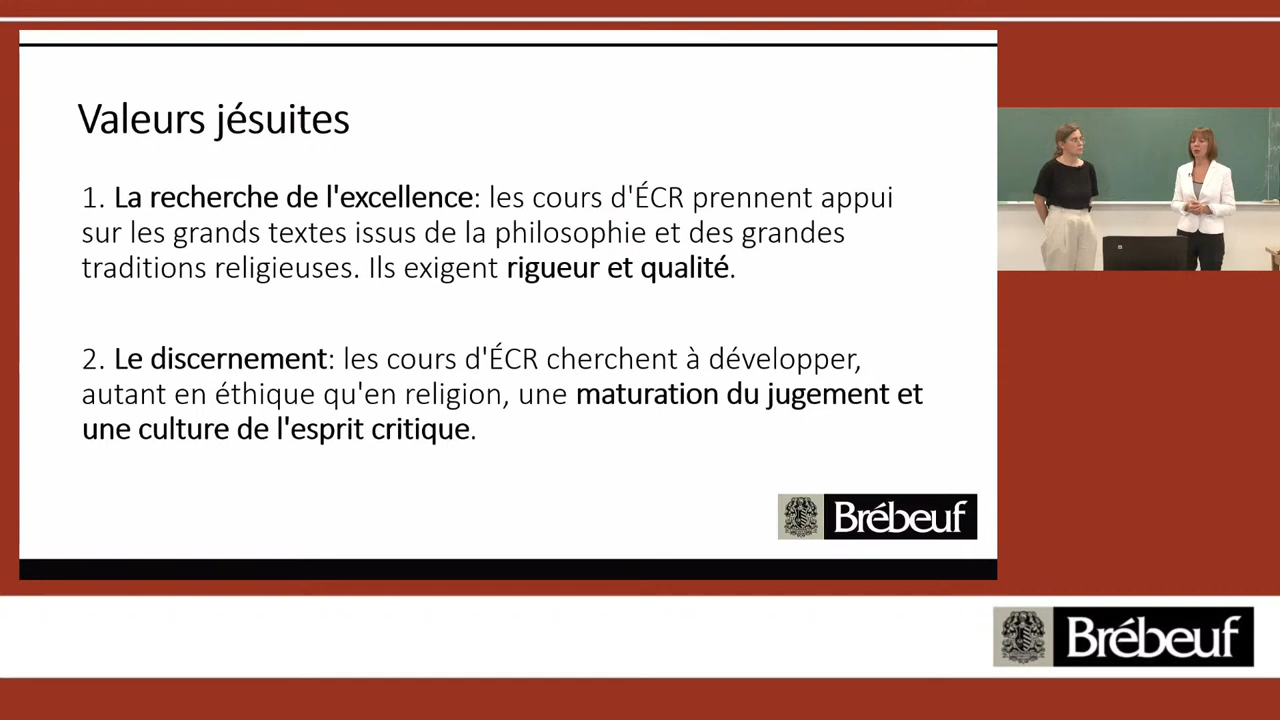 Valeurs jésuites
1. La recherche de l'excellence: les cours d'ÉCR prennent appui
sur les grands textes issus de la philosophie et des grandes
traditions religieuses. Ils exigent rigueur et qualité.
2. Le discernement: les cours d'ÉCR cherchent à développer,
autant en éthique qu'en religion, une maturation du jugement et
une culture de l'esprit critique.
Brébeuf
Brébeuf